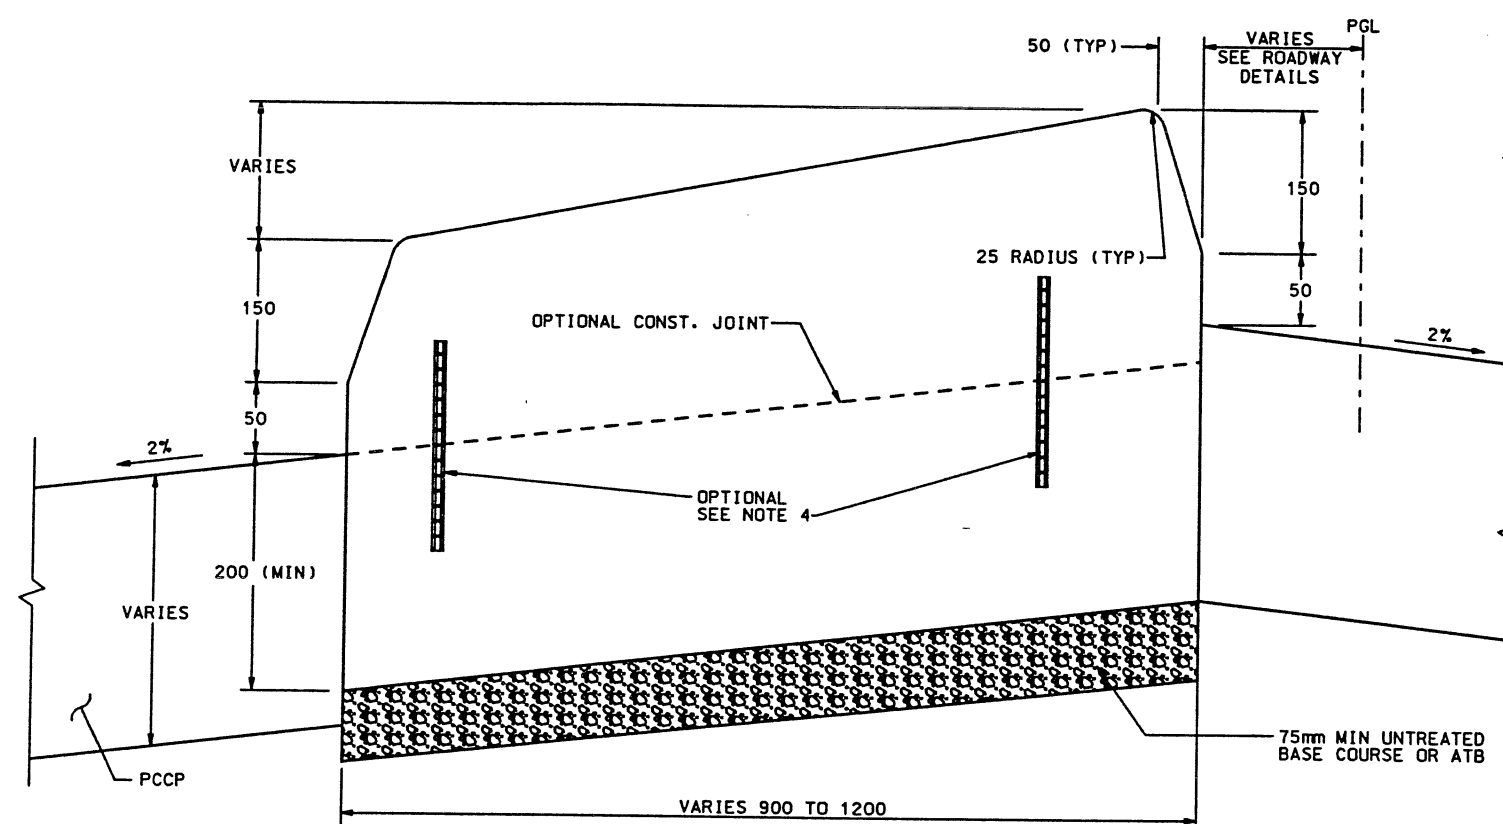 PGL
50 (TYP)
VARIES
SEE ROADWAY
DETAILS
VARIES
150
25 RADIUS (TYP)
50
150
OPTIONAL CONST. JOINT
2%
50
2%
OPTIONAL
SEE NOTE 4
200 (MIN)
VARIES
75mm MIN UNTREATED
BASE COURSE OR ATB
PCCP
VARIES 900 TO 1200